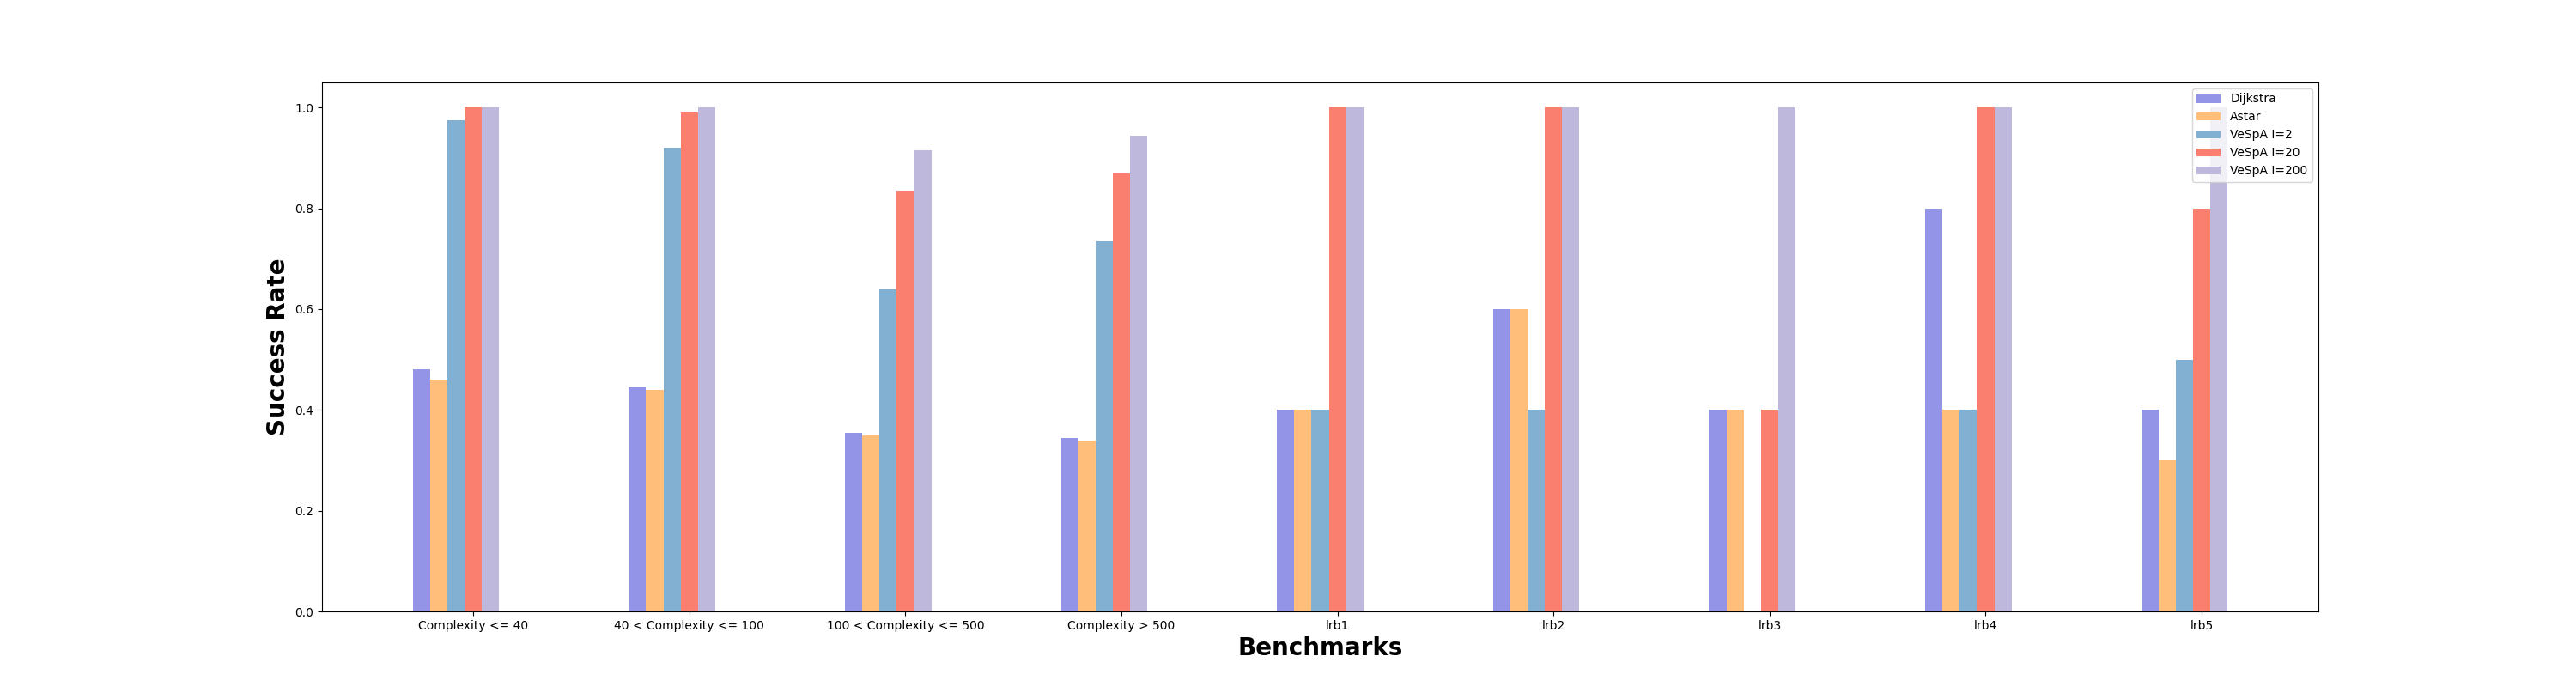 Success Rate
1.0
0.8
0.6
0.4
0.2
0.0
Dijkstra
Astar
VeSpA I=2
VeSpA I=20
VeSpA I=200
Complexity <= 40
40 < Complexity <= 100
100 < Complexity <= 500
Complexity > 500
lrb1
lrb2
lrb3
lrb4
lrb5
Benchmarks